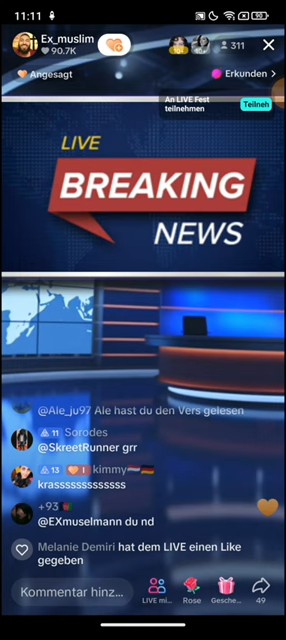 11:11
90
Ex_muslim
90.7K
311
Angesagt
Erkunden >
An LIVE Fest
teilnehmen
Teilneh
LIVE
BREAKING
NEWS
@Ale_ju97 Ale hast du den Vers gelesen
11 Sorodes
@SkreetRunner grr
13 I kimmy
krasssssssssssss
+93
@EXmuselmann du nd
Melanie Demiri hat dem LIVE einen Like
gegeben
Kommentar hinz...
LIVE mi...
Rose
Gesche...
49